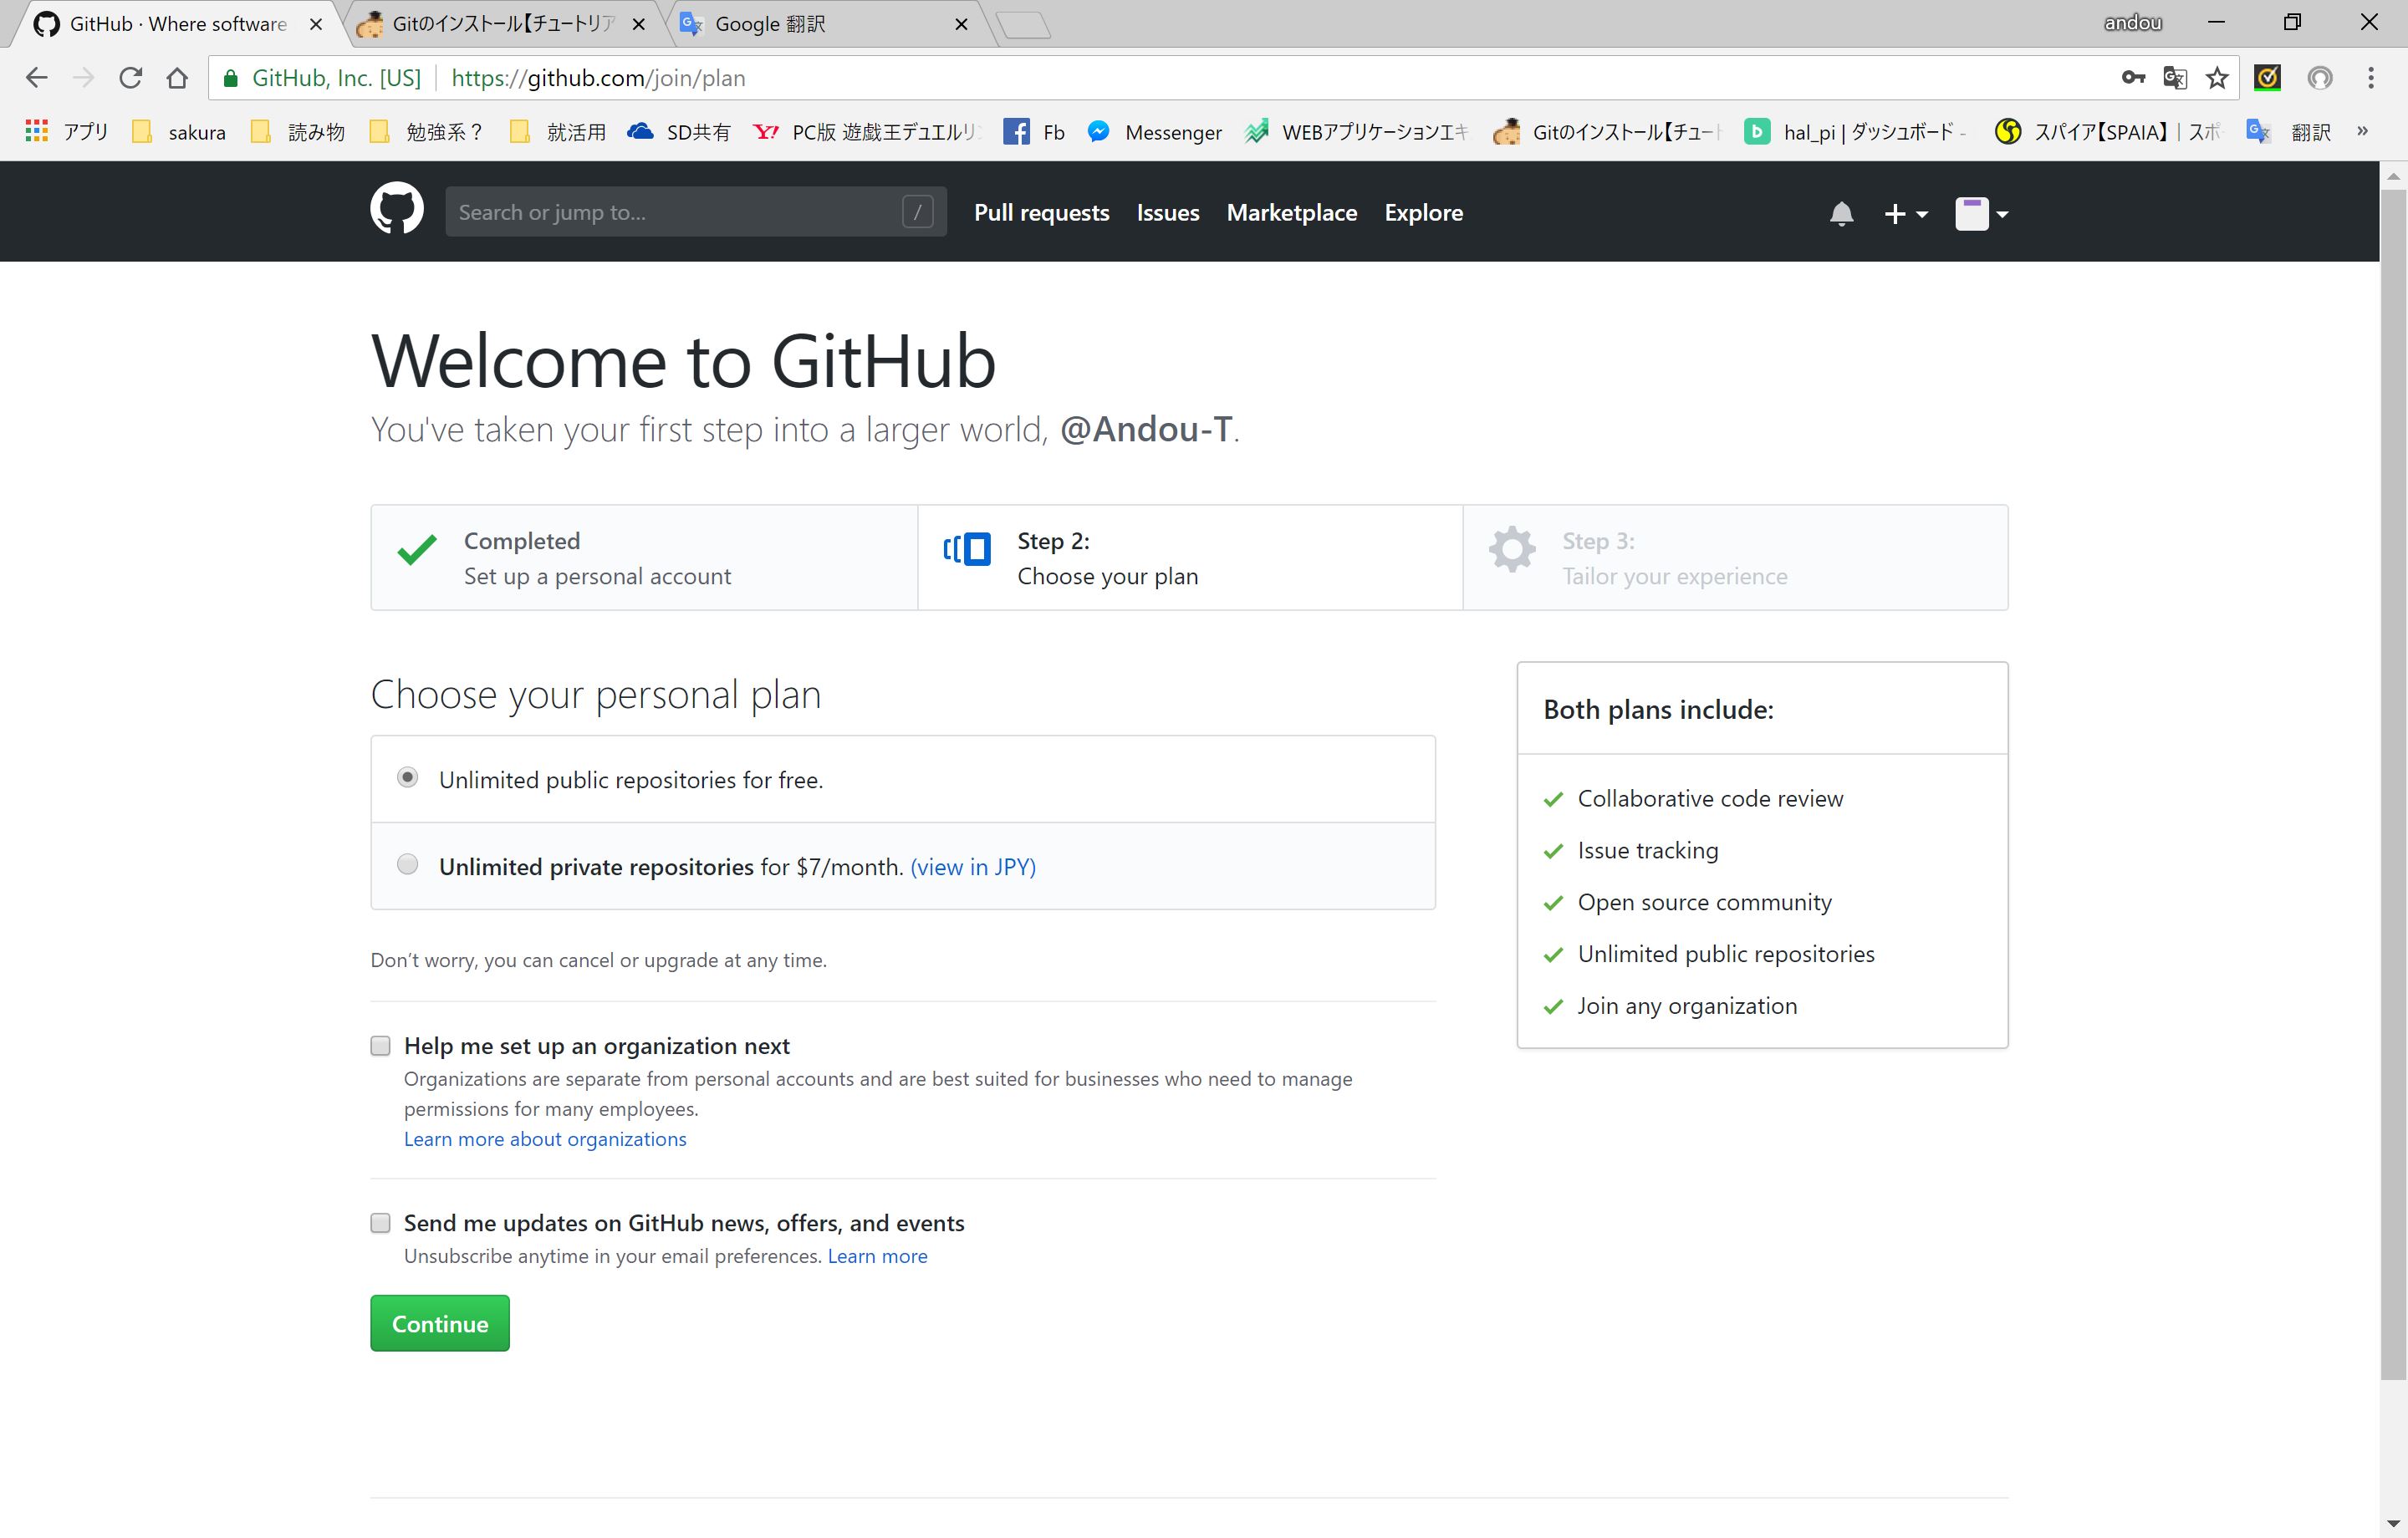 GitHub · Where software
Gitのインストール【チュートリア
Google 翻訳
andou
GitHub, Inc. [US]
https://github.com/join/plan
アプリ
sakura
読み物
勉強系？
就活用
SD共有
PC版 遊戯王デュエルリン
Fb
Messenger
WEBアプリケーションエキ
Gitのインストール【チュート
hal_pi | ダッシュボード -
スパイア【SPAIA】 | スポ
翻訳
»
Search or jump to...
/
Pull requests
Issues
Marketplace
Explore
Welcome to GitHub
You've taken your first step into a larger world, @Andou-T.
Completed
Set up a personal account
Step 2:
Choose your plan
Step 3:
Tailor your experience
Choose your personal plan
Unlimited public repositories for free.
Unlimited private repositories for $7/month. (view in JPY)
Don’t worry, you can cancel or upgrade at any time.
Help me set up an organization next
Organizations are separate from personal accounts and are best suited for businesses who need to manage
permissions for many employees.
Learn more about organizations
Send me updates on GitHub news, offers, and events
Unsubscribe anytime in your email preferences. Learn more
Continue
Both plans include:
Collaborative code review
Issue tracking
Open source community
Unlimited public repositories
Join any organization